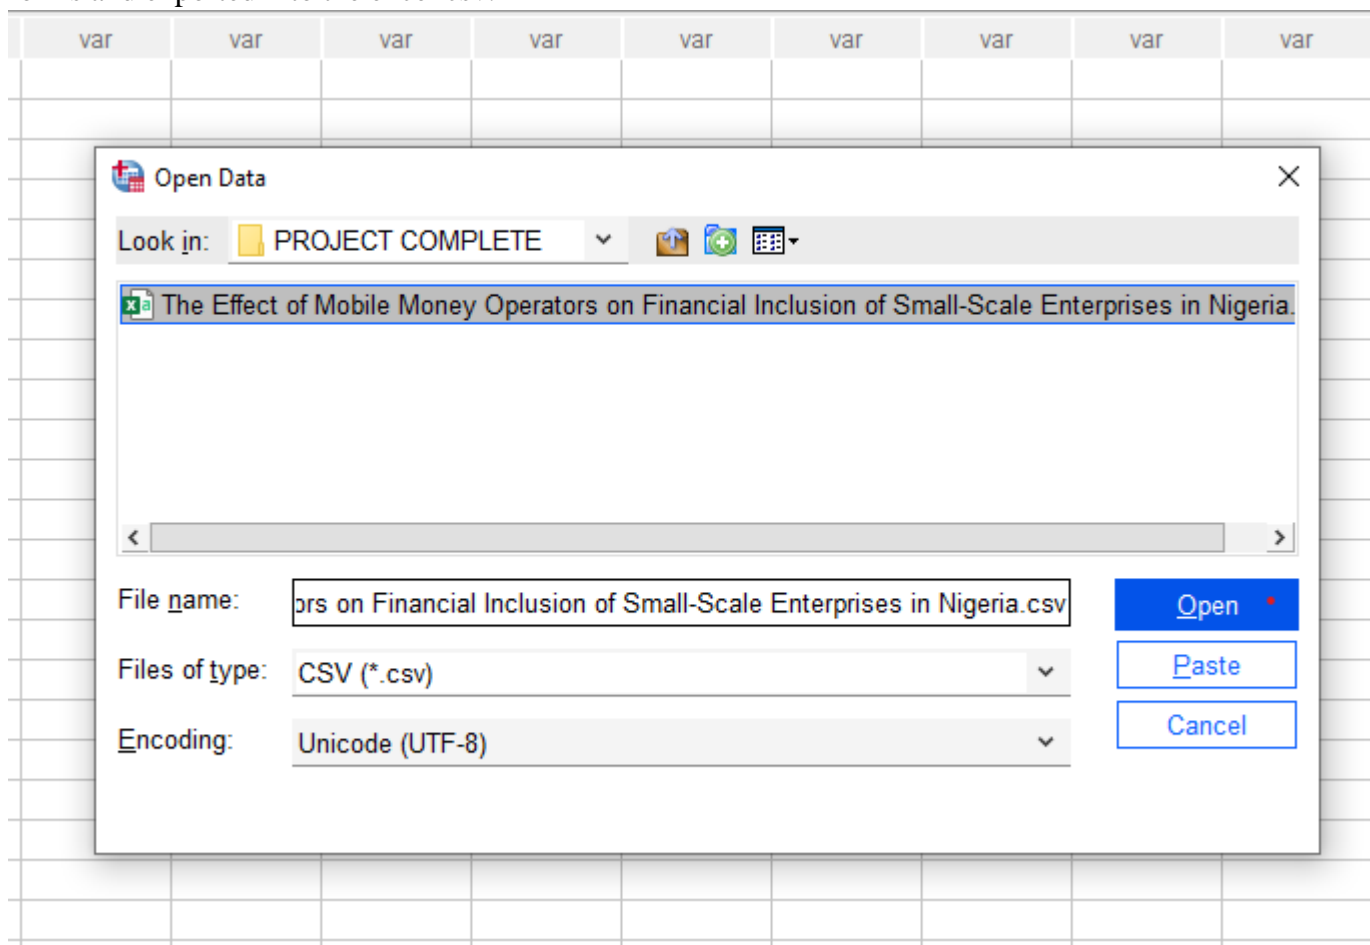 var var var var var var var var var
Open Data
Look in: PROJECT COMPLETE
The Effect of Mobile Money Operators on Financial Inclusion of Small-Scale Enterprises in Nigeria.
File name: ors on Financial Inclusion of Small-Scale Enterprises in Nigeria.csv
Open
Files of type: CSV (*.csv)
Paste
Encoding: Unicode (UTF-8)
Cancel